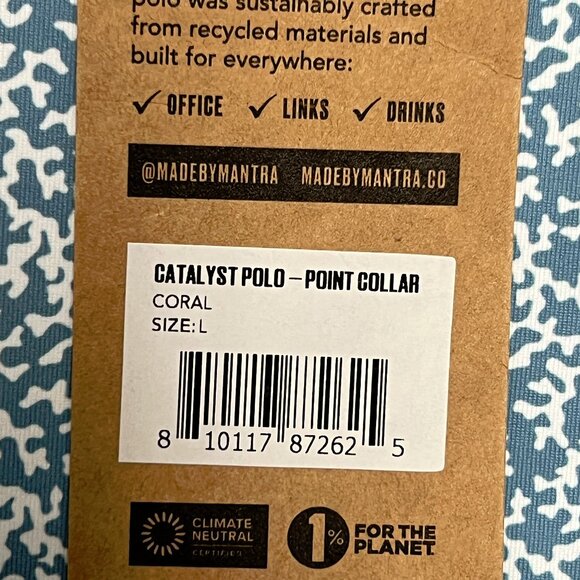 polo was sustainably crafted
from recycled materials and
built for everywhere:
✓ OFFICE ✓ LINKS ✓ DRINKS
@MADEBYMANTRA MADEBYMANTRA.CO
CATALYST POLO – POINT COLLAR
CORAL
SIZE: L
8 10117 87262 5
CLIMATE
NEUTRAL
CERTIFIED
1% FOR THE
PLANET